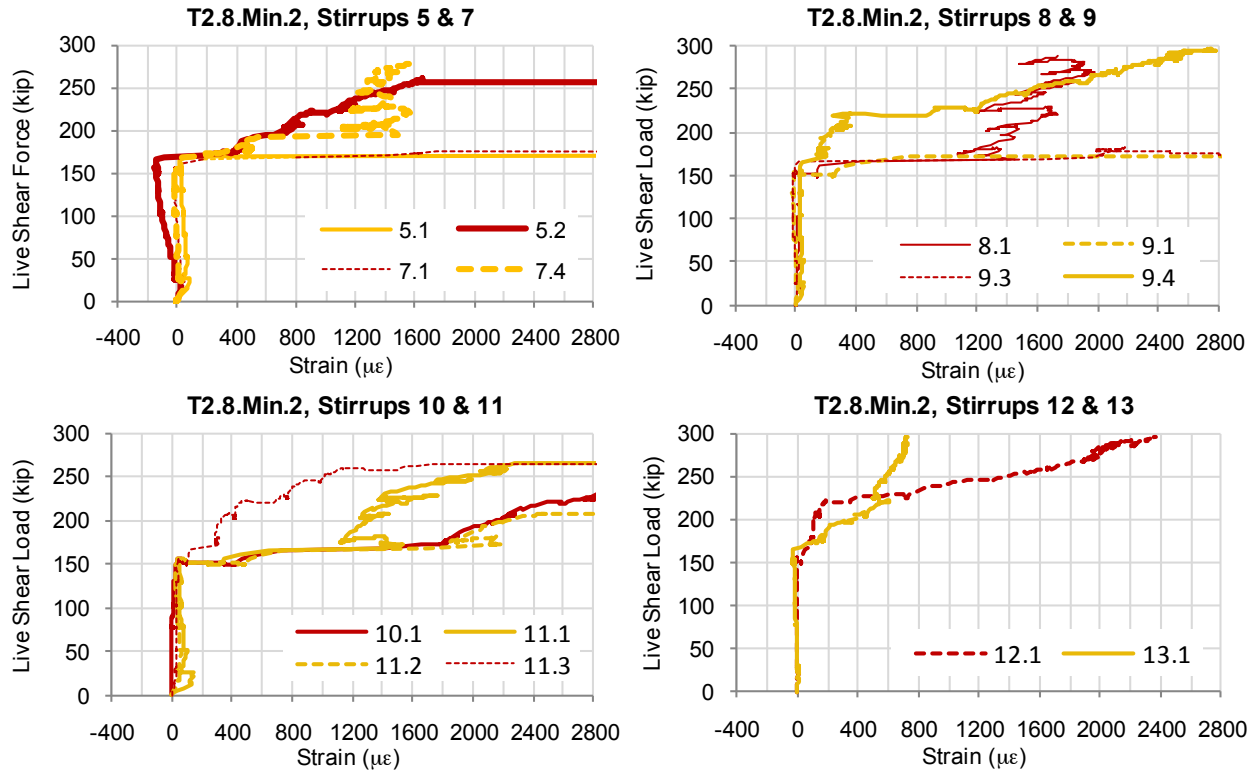 T2.8.Min.2, Stirrups 5 & 7
300
250
200
150
100
50
0
Live Shear Force (kip)
5.1 5.2
7.1 7.4
-400 0 400 800 1200 1600 2000 2400 2800
Strain (με)
T2.8.Min.2, Stirrups 8 & 9
300
250
200
150
100
50
0
Live Shear Load (kip)
8.1 9.1
9.3 9.4
-400 0 400 800 1200 1600 2000 2400 2800
Strain (με)
T2.8.Min.2, Stirrups 10 & 11
300
250
200
150
100
50
0
Live Shear Load (kip)
10.1 11.1
11.2 11.3
-400 0 400 800 1200 1600 2000 2400 2800
Strain (με)
T2.8.Min.2, Stirrups 12 & 13
300
250
200
150
100
50
0
Live Shear Load (kip)
12.1 13.1
-400 0 400 800 1200 1600 2000 2400 2800
Strain (με)